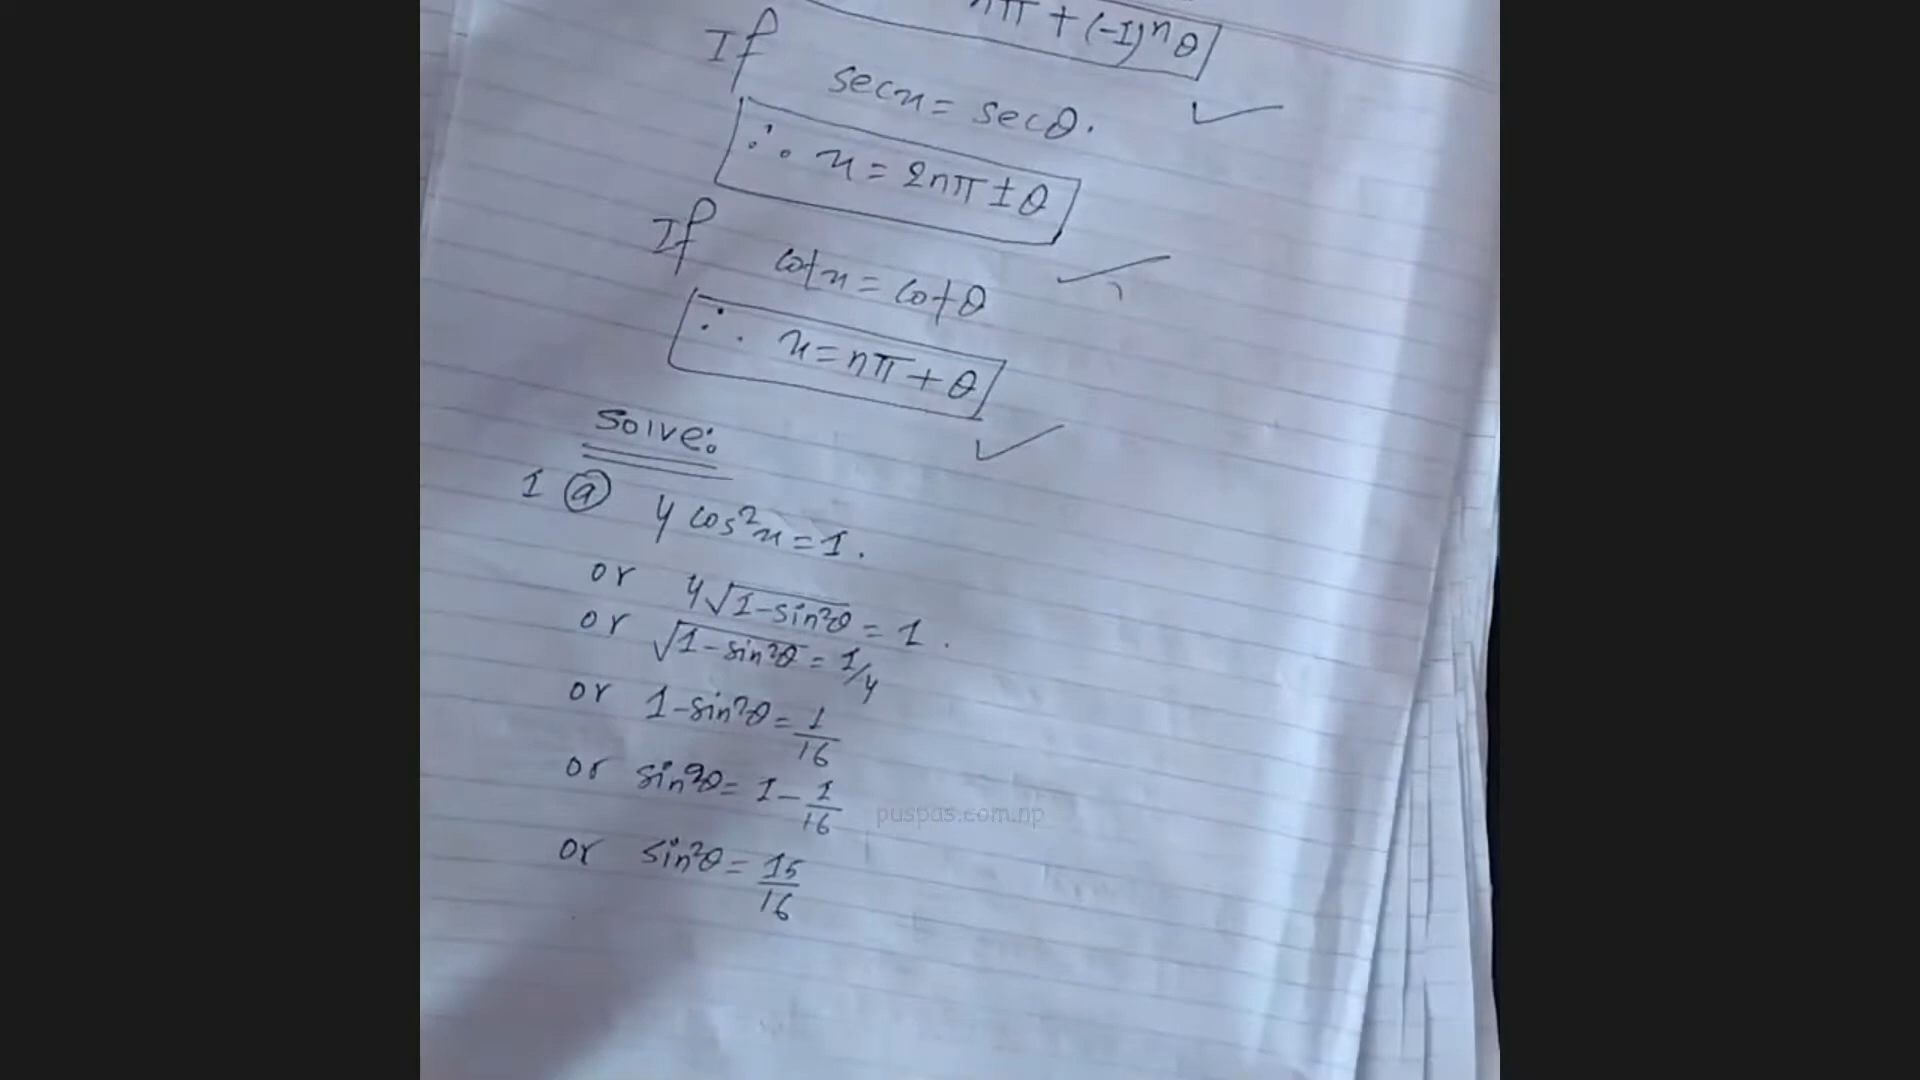 nπ + (-1)ⁿθ
If
secx = secθ.
∴ x = 2nπ ± θ
If
cotx = cotθ
∴ x = nπ + θ
Solve:
1 (a) 4 cos²x = 1.
or 4√1-sin²θ = 1.
or √1-sin²θ = 1/4
or 1-sin²θ = 1/16
or sin²θ = 1 - 1/16
or sin²θ = 15/16
puspas.com.np